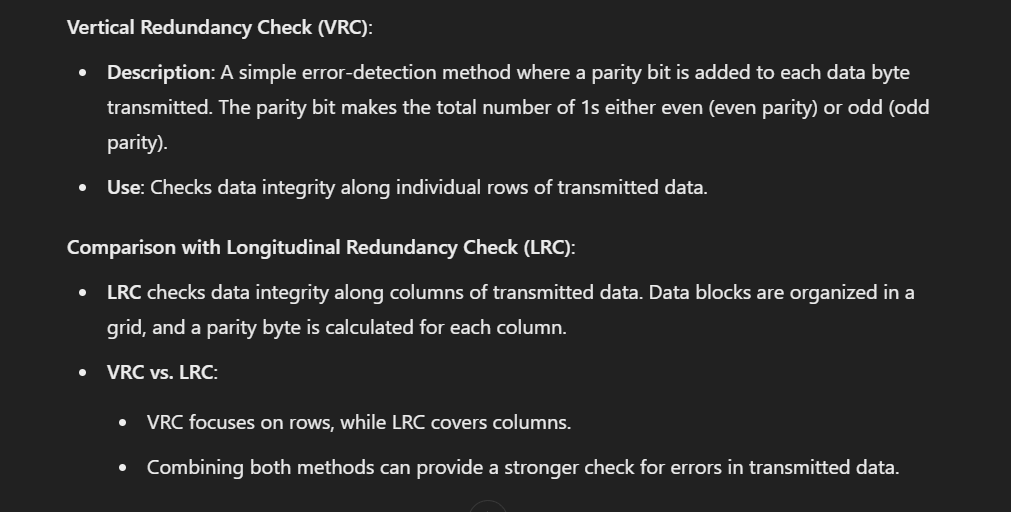 Vertical Redundancy Check (VRC):
• Description: A simple error-detection method where a parity bit is added to each data byte
transmitted. The parity bit makes the total number of 1s either even (even parity) or odd (odd
parity).
• Use: Checks data integrity along individual rows of transmitted data.
Comparison with Longitudinal Redundancy Check (LRC):
• LRC checks data integrity along columns of transmitted data. Data blocks are organized in a
grid, and a parity byte is calculated for each column.
• VRC vs. LRC:
• VRC focuses on rows, while LRC covers columns.
• Combining both methods can provide a stronger check for errors in transmitted data.